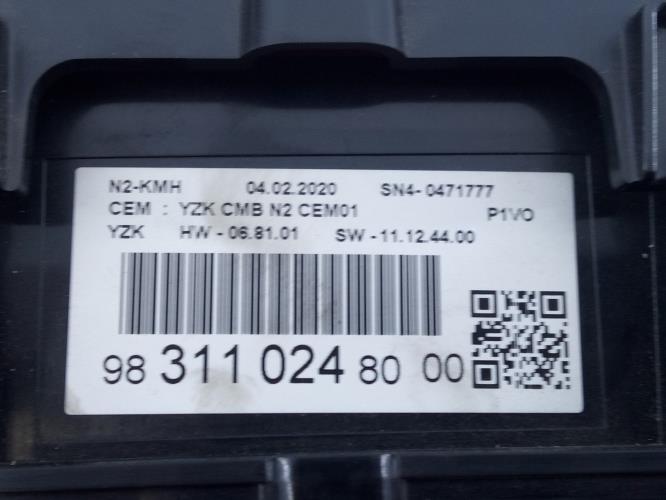 N2-KMH 04.02.2020 SN4- 0471777
CEM : YZK CMB N2 CEM01 P1VO
YZK HW - 06.81.01 SW - 11.12.44.00
98 311 024 80 00